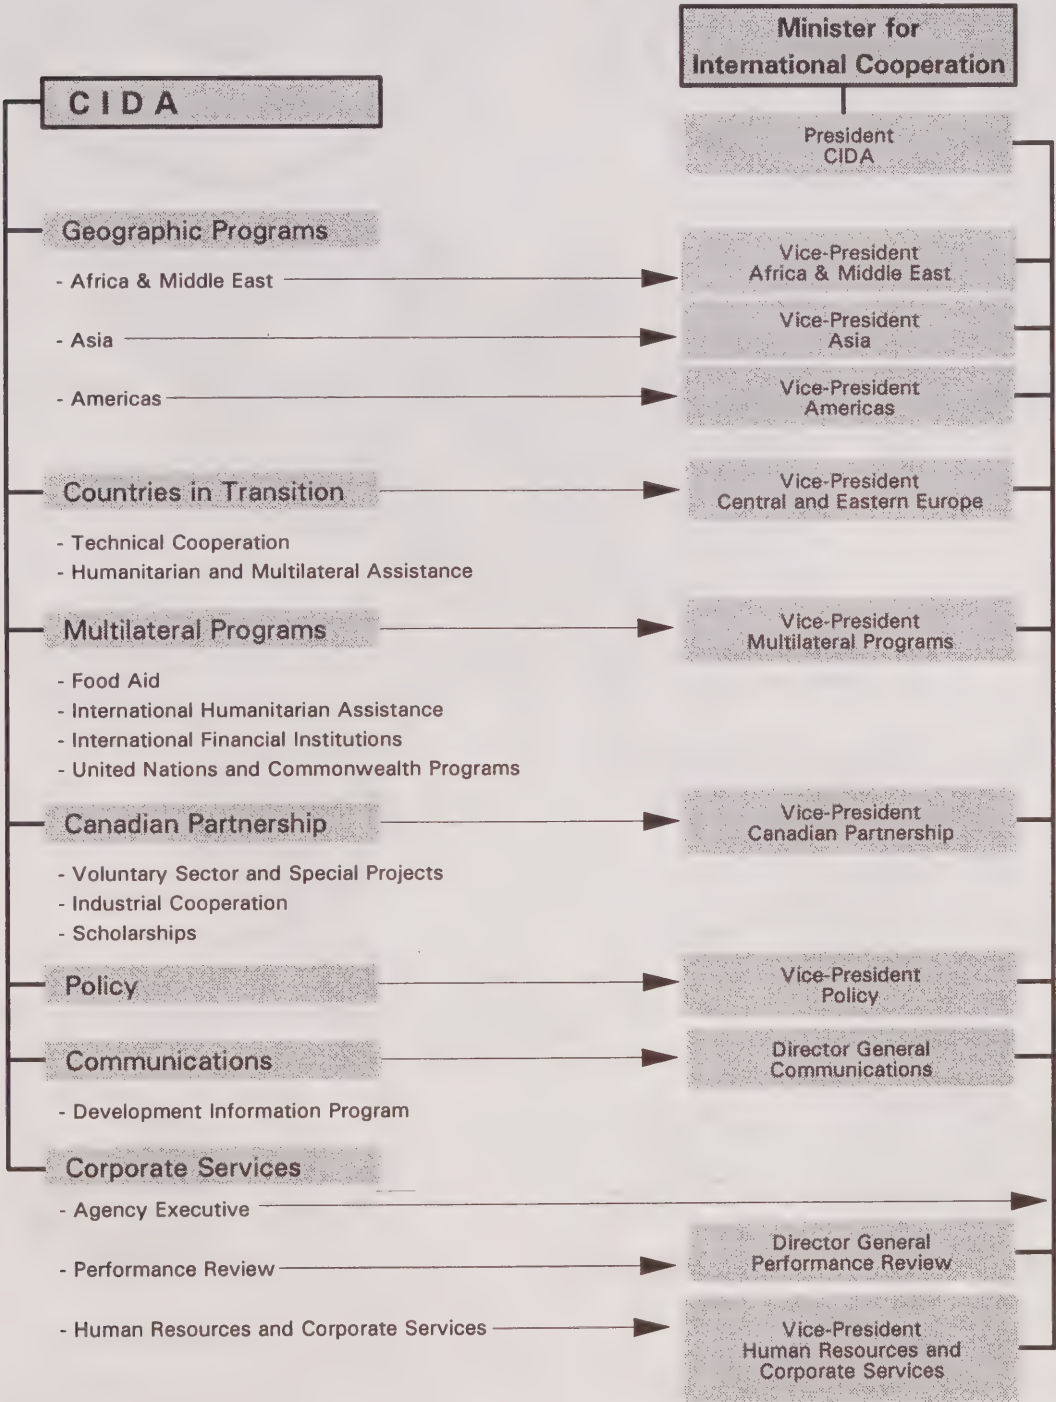 Minister for
International Cooperation
CIDA
President
CIDA
Geographic Programs
Vice-President
Africa & Middle East
- Africa & Middle East
Vice-President
Asia
- Asia
Vice-President
Americas
- Americas
Countries in Transition
Vice-President
Central and Eastern Europe
- Technical Cooperation
- Humanitarian and Multilateral Assistance
Multilateral Programs
Vice-President
Multilateral Programs
- Food Aid
- International Humanitarian Assistance
- International Financial Institutions
- United Nations and Commonwealth Programs
Canadian Partnership
Vice-President
Canadian Partnership
- Voluntary Sector and Special Projects
- Industrial Cooperation
- Scholarships
Policy
Vice-President
Policy
Communications
Director General
Communications
- Development Information Program
Corporate Services
- Agency Executive
Director General
Performance Review
- Performance Review
- Human Resources and Corporate Services
Vice-President
Human Resources and
Corporate Services